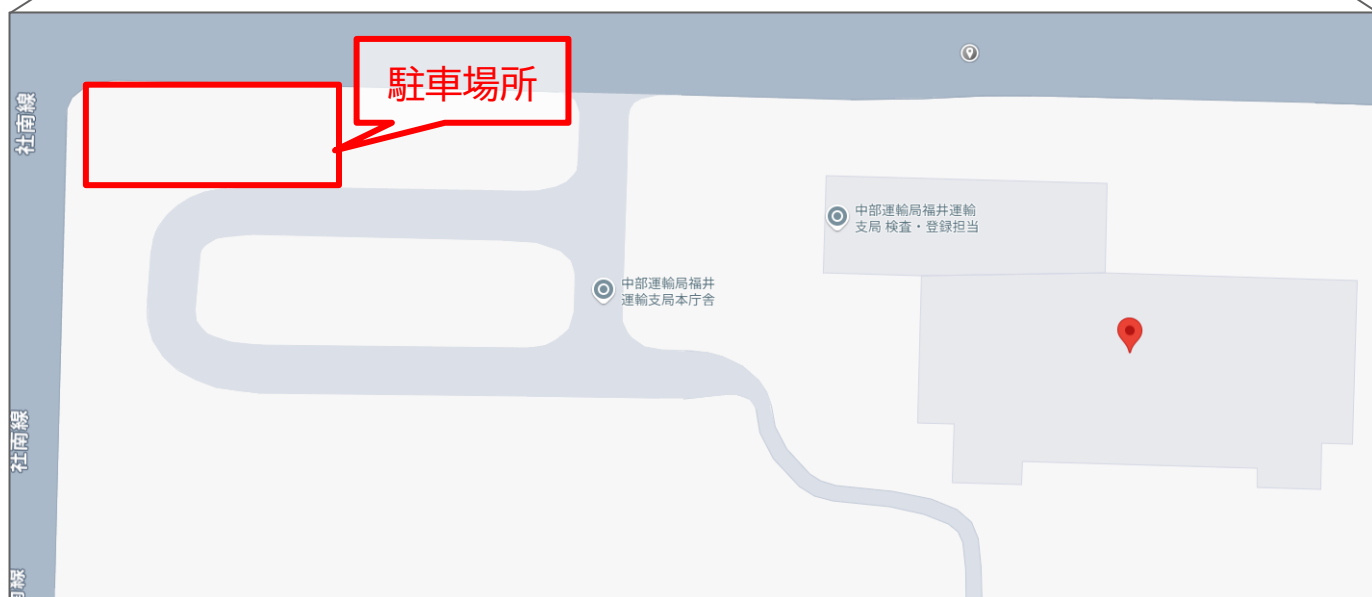 駐車場所
社南線
中部運輸局福井運輸
支局 検査・登録担当
中部運輸局福井
運輸支局本庁舎
社南線
南線